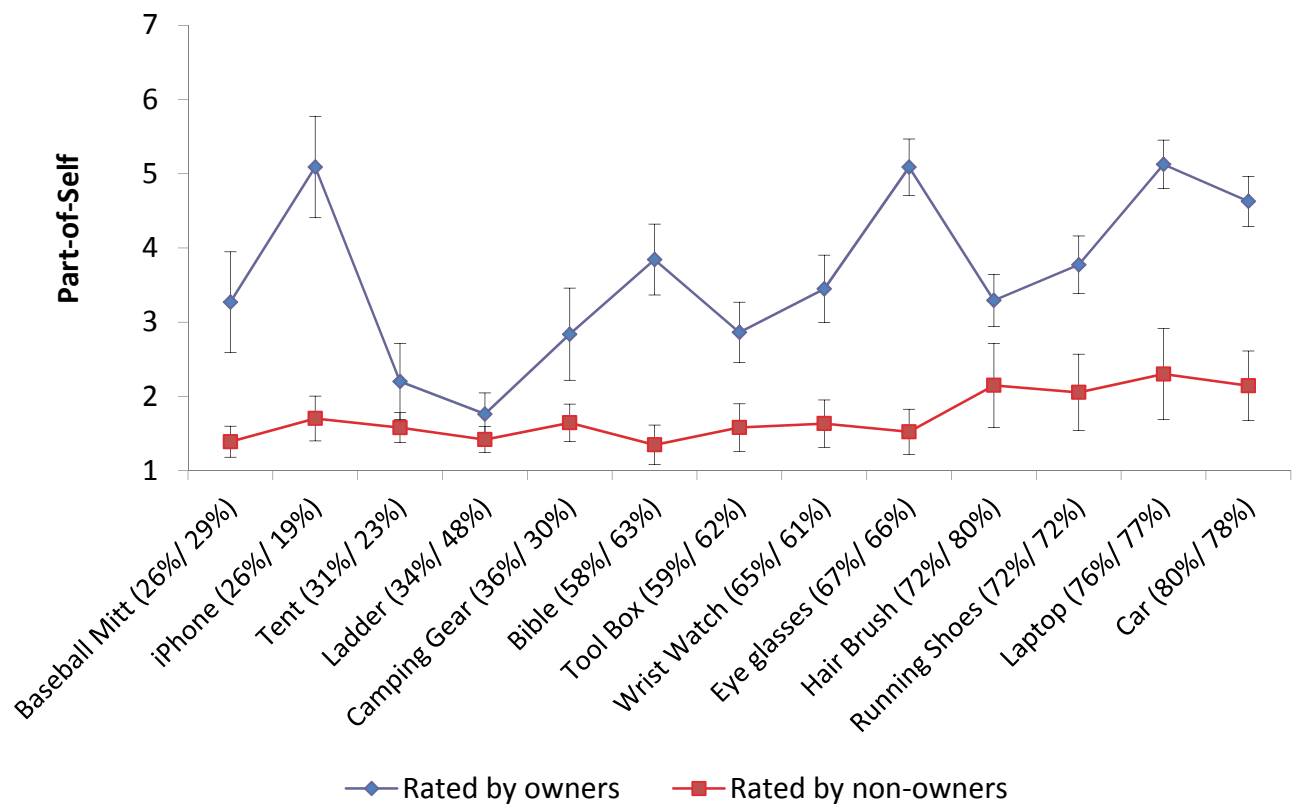 7
6
5
4
3
2
1
Part-of-Self
Baseball Mitt (26%/ 29%)
iPhone (26%/ 19%)
Tent (31%/ 23%)
Ladder (34%/ 48%)
Camping Gear (36%/ 30%)
Bible (58%/ 63%)
Tool Box (59%/ 62%)
Wrist Watch (65%/ 61%)
Eye glasses (67%/ 66%)
Hair Brush (72%/ 80%)
Running Shoes (72%/ 72%)
Laptop (76%/ 77%)
Car (80%/ 78%)
Rated by owners
Rated by non-owners